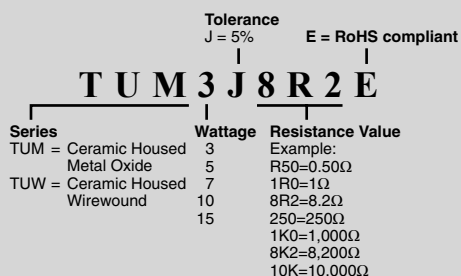 Tolerance
J = 5%
E = RoHS compliant
T U M 3 J 8 R 2 E
Series
TUM = Ceramic Housed
Metal Oxide
TUW = Ceramic Housed
Wirewound
Wattage
3
5
7
10
15
Resistance Value
Example:
R50=0.50Ω
1R0=1Ω
8R2=8.2Ω
250=250Ω
1K0=1,000Ω
8K2=8,200Ω
10K=10,000Ω